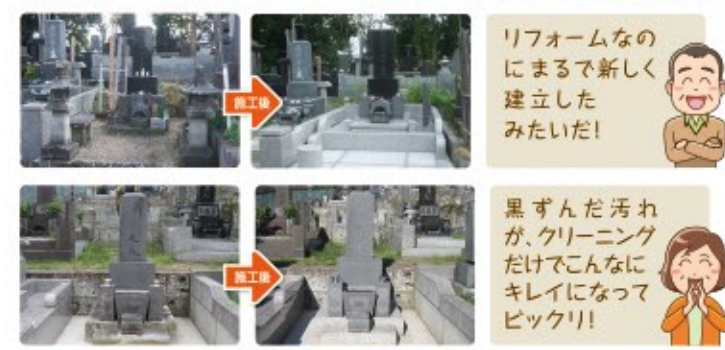 施工後
リフォームなの
にまるで新しく
建立した
みたいだ!
施工後
黒ずんだ汚れ
が、クリーニング
だけでこんなに
キレイになって
ビックリ!